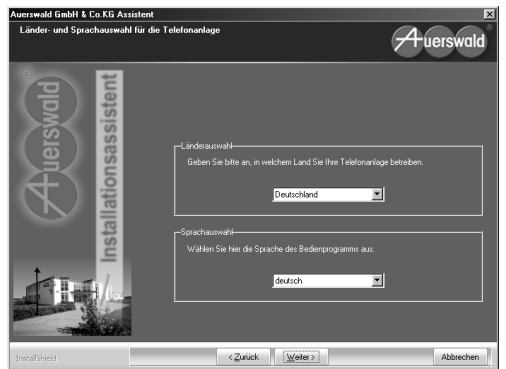 Auerswald GmbH & Co.KG Assistent
Länder- und Sprachauswahl für die Telefonanlage
Auerswald
Auerswald
Installationsassistent
Länderauswahl
Geben Sie bitte an, in welchem Land Sie Ihre Telefonanlage betreiben.
Deutschland
Sprachauswahl
Wählen Sie hier die Sprache des Bedienprogramms aus.
deutsch
InstallShield
< Zurück
Weiter >
Abbrechen